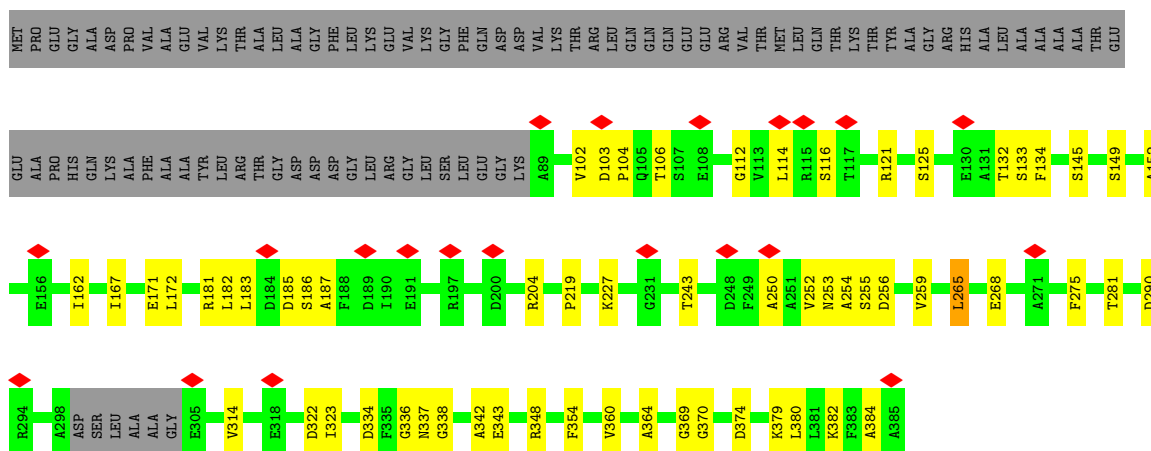 MET PRO GLU GLY ALA ASP PRO VAL ALA GLU VAL LYS THR ALA LEU ALA GLY PHE LEU LYS GLU VAL LYS GLY PHE GLN ASP ASP VAL LYS THR ARG LEU GLN GLN GLN GLU GLU ARG VAL THR MET LEU GLN THR LYS THR TYR ALA GLY ARG HIS ALA LEU ALA ALA ALA ALA ALA THR GLU
GLU ALA PRO HIS GLN LYS ALA PHE ALA ALA TYR LEU ARG THR GLY ASP ASP ASP GLY LEU ARG GLY LEU SER LEU GLU GLY LYS A89 V102 D103 P104 Q105 T106 S107 E108 G112 V113 L114 R115 S116 T117 R121 S125 E130 A131 T132 S133 F134 S145 S149
E156 I162 I167 E171 L172 R181 L182 L183 D184 D185 S186 A187 F188 D189 I190 E191 R197 D200 R204 P219 K227 G231 T243 D248 F249 A250 A251 V252 N253 A254 S255 D256 V259 L265 E268 A271 F275 T281 D290
R294 A298 ASP SER LEU ALA ALA GLY E305 V314 E318 D322 I323 D334 F335 G336 N337 G338 A342 E343 R348 F354 V360 A364 G369 G370 D374 K379 L380 L381 K382 F383 A384 A385